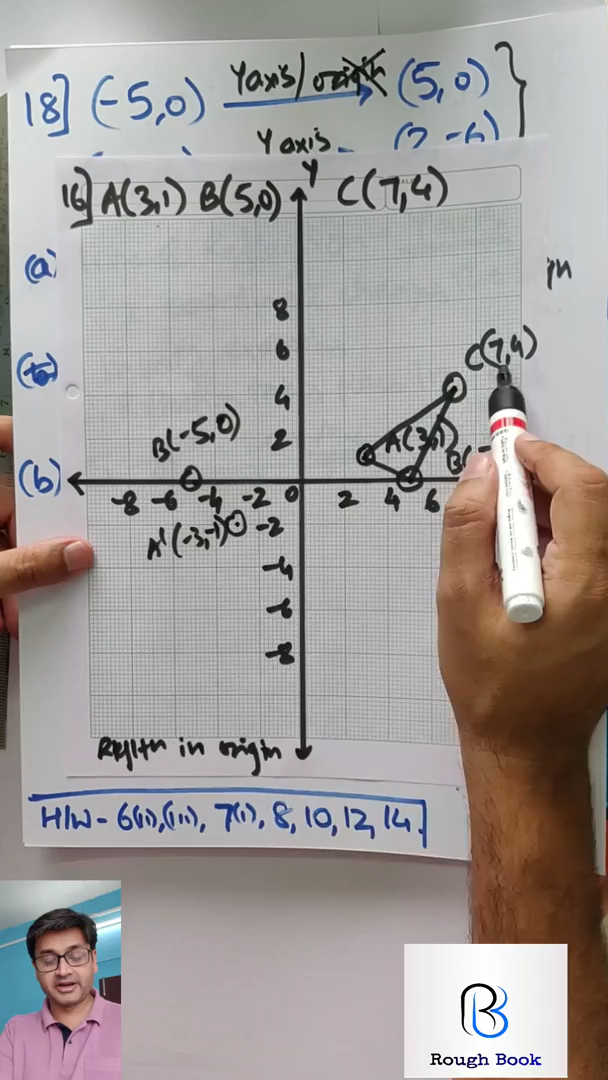 18] (-5,0) Y axis/origin (5,0)
Y axis
16] A(3,1) B(5,0) Y C(7,4)
(a)
8
C(7,4)
6
4
B(-5,0) 2 A(3,1)
(b) -8 -6 -4 -2 0 2 4 6
A'(-3,-1) -2
-4
-6
-8
in origin
H/W - 6(ii),(iii), 7(i), 8, 10, 12, 14.
B
Rough Book